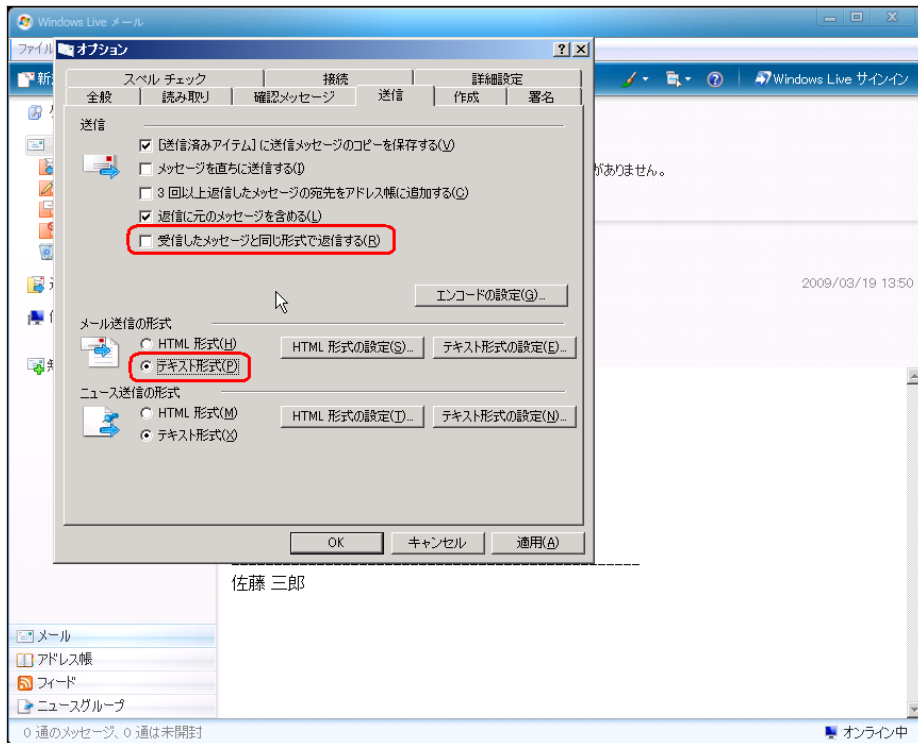 Windows Live メール
ファイル
オプション
新
Windows Live サインイン
スペル チェック 接続 詳細設定
全般 読み取り 確認メッセージ 送信 作成 署名
送信
[送信済みアイテム] に送信メッセージのコピーを保存する(V)
メッセージを直ちに送信する(I)
がありません。
3 回以上返信したメッセージの宛先をアドレス帳に追加する(C)
返信に元のメッセージを含める(L)
受信したメッセージと同じ形式で返信する(R)
2009/03/19 13:50
エンコードの設定(G)...
メール送信の形式
HTML 形式(H) HTML 形式の設定(S)... テキスト形式の設定(E)...
テキスト形式(P)
ニュース送信の形式
HTML 形式(M) HTML 形式の設定(T)... テキスト形式の設定(N)...
テキスト形式(X)
OK キャンセル 適用(A)
佐藤 三郎
メール
アドレス帳
フィード
ニュースグループ
0 通のメッセージ、0 通は未開封
オンライン中